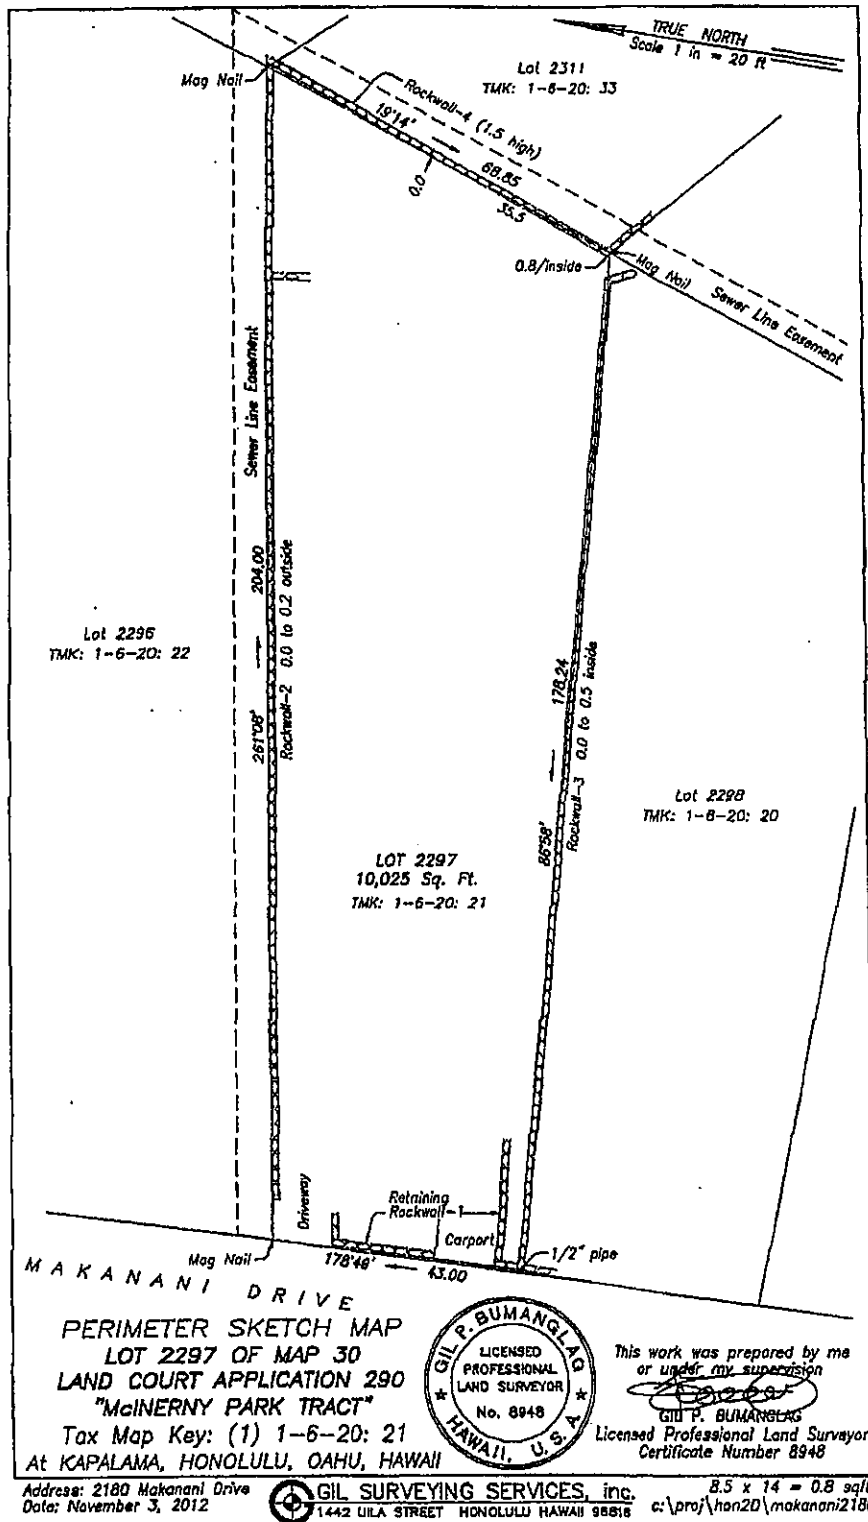 TRUE NORTH
Scale 1 in = 20 ft
Lot 2311
TMK: 1-6-20: 33
Mag Nail
Rockwall-4 (1.5 high)
19°14'
68.85
0.0
35.5
0.8/inside
Mag Nail
Sewer Line Easement
Sewer Line Easement
204.00
261°08'
Rockwall-2 0.0 to 0.2 outside
Lot 2296
TMK: 1-6-20: 22
178.24
86°58'
Rockwall-3 0.0 to 0.5 inside
Lot 2298
TMK: 1-6-20: 20
LOT 2297
10,025 Sq. Ft.
TMK: 1-6-20: 21
Driveway
Retaining
Rockwall-1
Carport
1/2" pipe
Mag Nail
178°49'
43.00
MAKANANI DRIVE
PERIMETER SKETCH MAP
LOT 2297 OF MAP 30
LAND COURT APPLICATION 290
"McINERNY PARK TRACT"
Tax Map Key: (1) 1-6-20: 21
At KAPALAMA, HONOLULU, OAHU, HAWAII
GIL P. BUMANGLAG
LICENSED
PROFESSIONAL
LAND SURVEYOR
No. 8948
HAWAII, U.S.A.
This work was prepared by me
or under my supervision
GIL P. BUMANGLAG
Licensed Professional Land Surveyor
Certificate Number 8948
Address: 2180 Makanani Drive
Date: November 3, 2012
GIL SURVEYING SERVICES, inc.
1442 UILA STREET HONOLULU HAWAII 96818
8.5 x 14 = 0.8 sqft
c:\proj\hon20\makanani2180